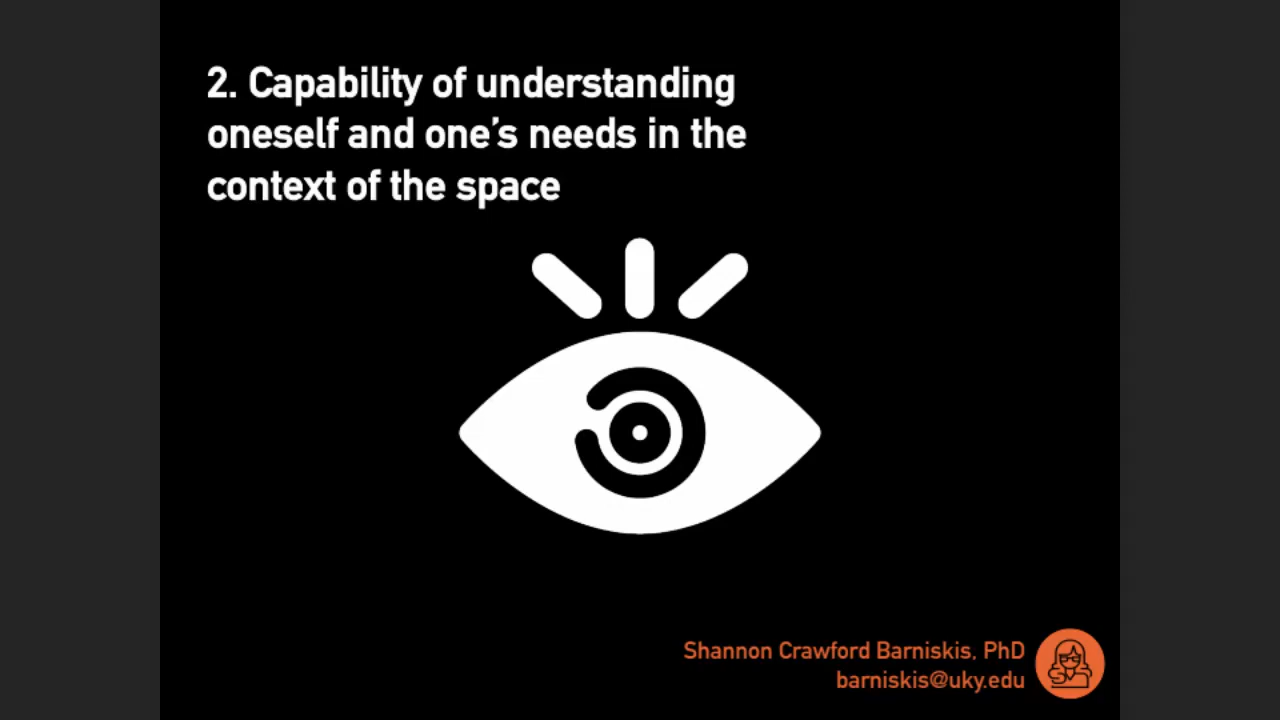 2. Capability of understanding
oneself and one's needs in the
context of the space
Shannon Crawford Barniskis, PhD
barniskis@uky.edu